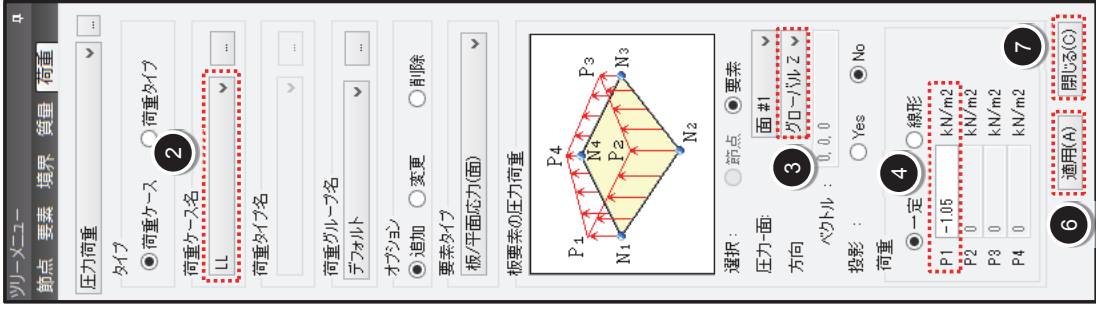 ツリーメニュー
節点 要素 境界 質量 荷重
圧力荷重 ...
タイプ
荷重ケース 荷重タイプ
2
荷重ケース名
LL ...
荷重タイプ名
...
荷重グループ名
デフォルト ...
オプション
追加 変更 削除
要素タイプ
板/平面応力(面)
板要素の圧力荷重
P4
P3
P1
N4
P2
N3
N1
N2
選択 : 節点 要素
圧力-面: 面 #1
方向 グローバル Z
3
ベクトル : 0, 0, 0
投影 : Yes No
荷重
4
一定 線形
P1 -1.05 kN/m2
P2 0 kN/m2
P3 0 kN/m2
P4 0 kN/m2
6 適用(A) 7 閉じる(C)